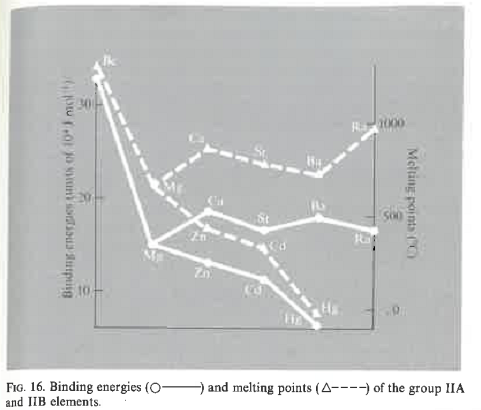 Be
30
1000
Ra
Ca
Sr
Ba
Mg
20
Ca
Ba
500
Zn
Sr
Ra
Cd
Mg
Zn
10
Cd
Hg
0
Hg
Binding energies (units of 10⁴ J mol⁻¹)
Melting points (°C)
FIG. 16. Binding energies (○——) and melting points (△----) of the group IIA
and IIB elements.